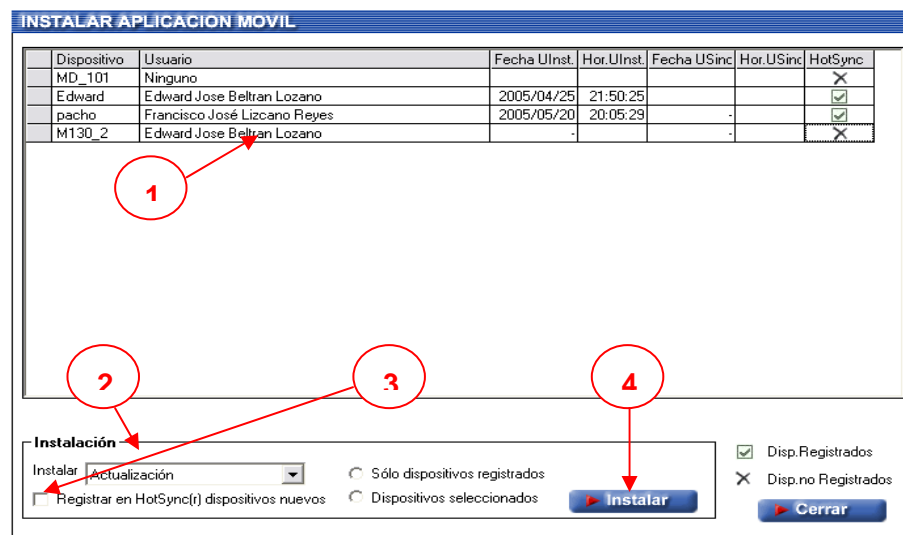 INSTALAR APLICACION MOVIL
Dispositivo Usuario Fecha UInst. Hor.UInst. Fecha USinc Hor.USinc HotSync
MD_101 Ninguno
Edward Edward Jose Beltran Lozano 2005/04/25 21:50:25
pacho Francisco José Lizcano Reyes 2005/05/20 20:05:29 -
M130_2 Edward Jose Beltran Lozano - -
1
2 3 4
Instalación
Instalar Actualización
Sólo dispositivos registrados
Registrar en HotSync(r) dispositivos nuevos
Dispositivos seleccionados
Instalar
Disp.Registrados
Disp.no Registrados
Cerrar